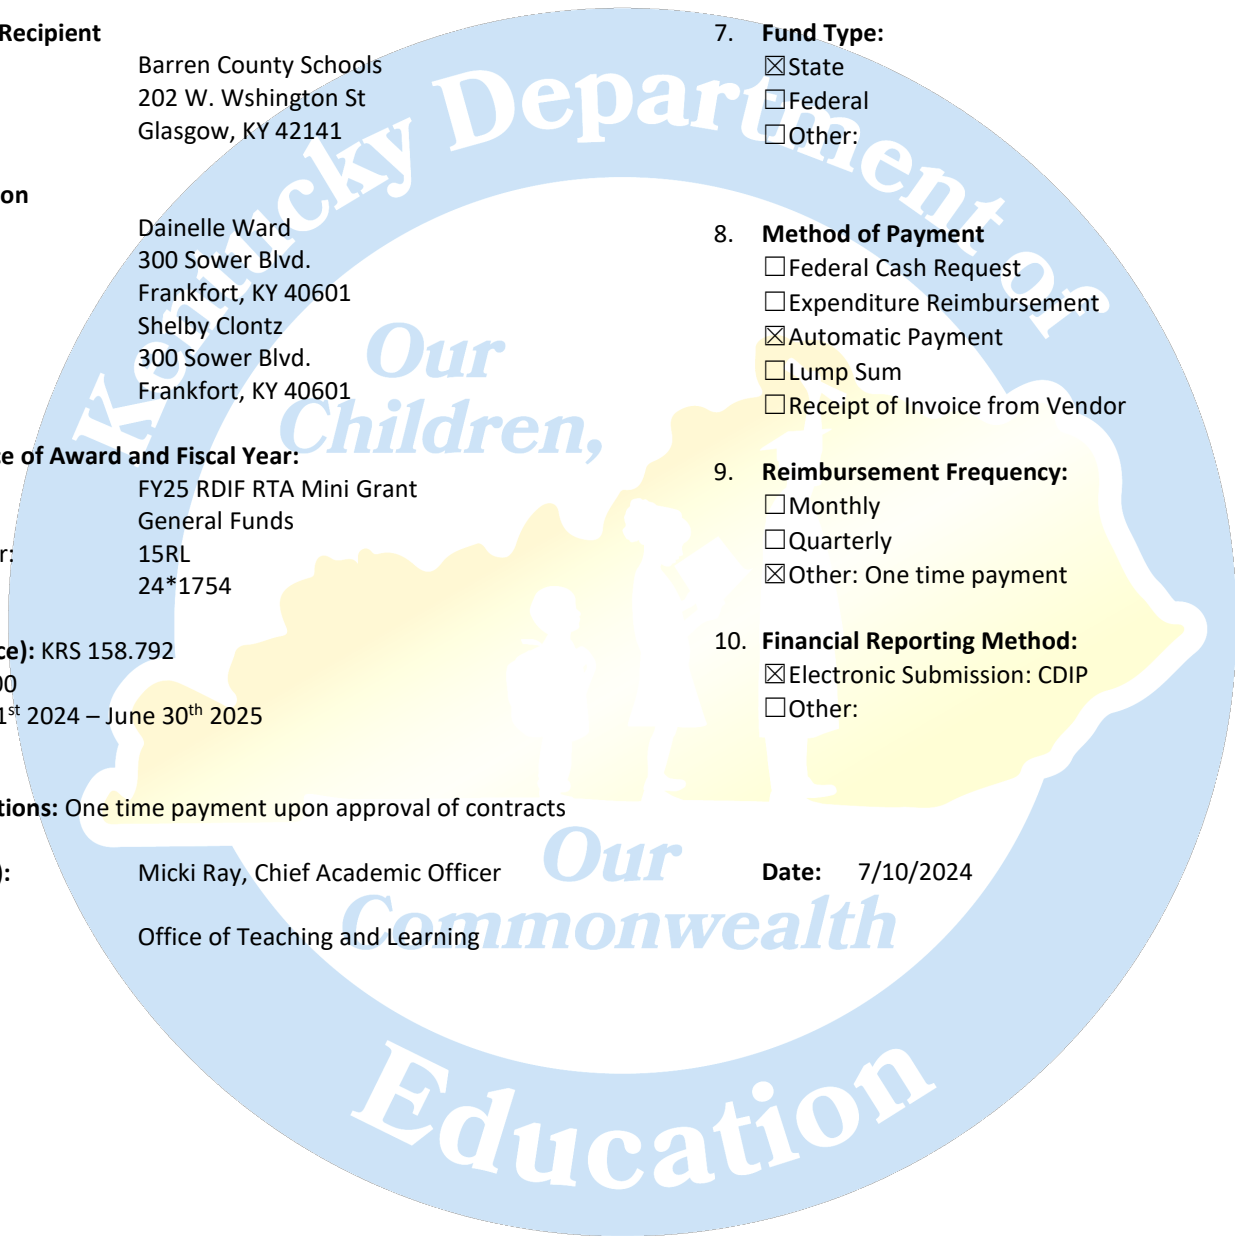 Recipient
Barren County Schools
202 W. Wshington St
Glasgow, KY 42141
on
Dainelle Ward
300 Sower Blvd.
Frankfort, KY 40601
Shelby Clontz
300 Sower Blvd.
Frankfort, KY 40601
ce of Award and Fiscal Year:
FY25 RDIF RTA Mini Grant
General Funds
r: 15RL
24*1754
ce): KRS 158.792
00
1st 2024 – June 30th 2025
tions: One time payment upon approval of contracts
): Micki Ray, Chief Academic Officer
Office of Teaching and Learning
7. Fund Type:
☒State
☐Federal
☐Other:
8. Method of Payment
☐Federal Cash Request
☐Expenditure Reimbursement
☒Automatic Payment
☐Lump Sum
☐Receipt of Invoice from Vendor
9. Reimbursement Frequency:
☐Monthly
☐Quarterly
☒Other: One time payment
10. Financial Reporting Method:
☒Electronic Submission: CDIP
☐Other:
Date: 7/10/2024
Kentucky Department of
Our
Children,
Our
Commonwealth
Education